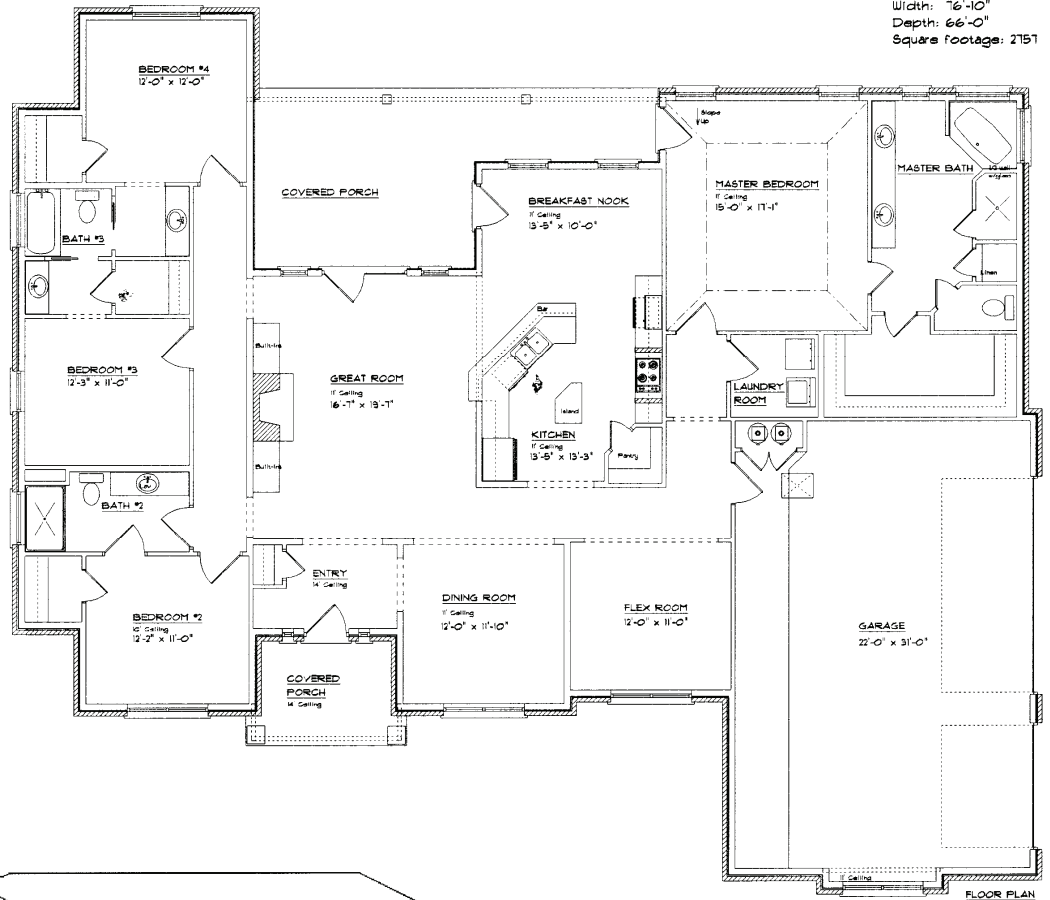 Width: 76'-10"
Depth: 66'-0"
Square footage: 2757
BEDROOM #4
12'-0" x 12'-0"
Slope
up
COVERED PORCH
BREAKFAST NOOK
11' Ceiling
13'-5" x 10'-0"
MASTER BEDROOM
11' Ceiling
15'-0" x 17'-1"
MASTER BATH
BATH #3
Linen
Bar
Built-ins
BEDROOM #3
12'-3" x 11'-0"
GREAT ROOM
11' Ceiling
16'-7" x 19'-7"
LAUNDRY
ROOM
Island
KITCHEN
11' Ceiling
13'-5" x 13'-3"
Pantry
Built-ins
BATH #2
ENTRY
14' Ceiling
DINING ROOM
11' Ceiling
12'-0" x 11'-10"
FLEX ROOM
12'-0" x 11'-0"
BEDROOM #2
10' Ceiling
12'-2" x 11'-0"
GARAGE
22'-0" x 31'-0"
COVERED
PORCH
14' Ceiling
11' Ceiling
FLOOR PLAN